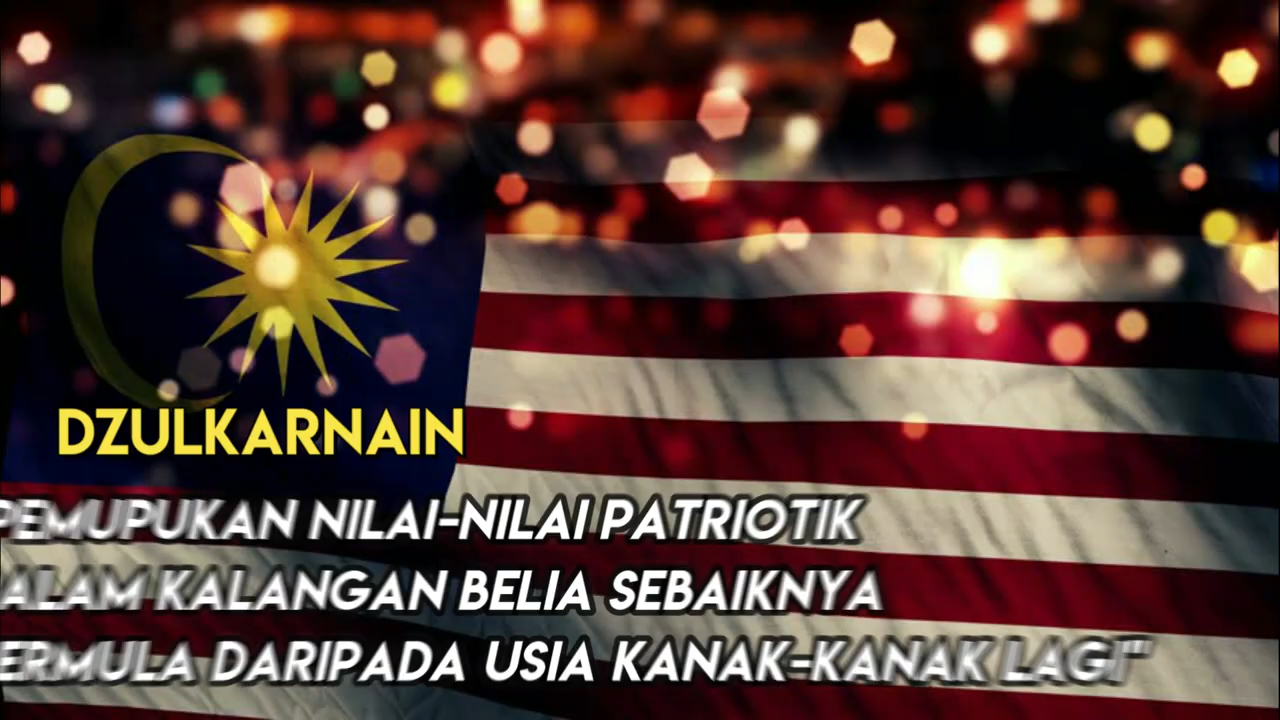 DZULKARNAIN
PEMUPUKAN NILAI-NILAI PATRIOTIK
ALAM KALANGAN BELIA SEBAIKNYA
ERMULA DARIPADA USIA KANAK-KANAK LAGI"